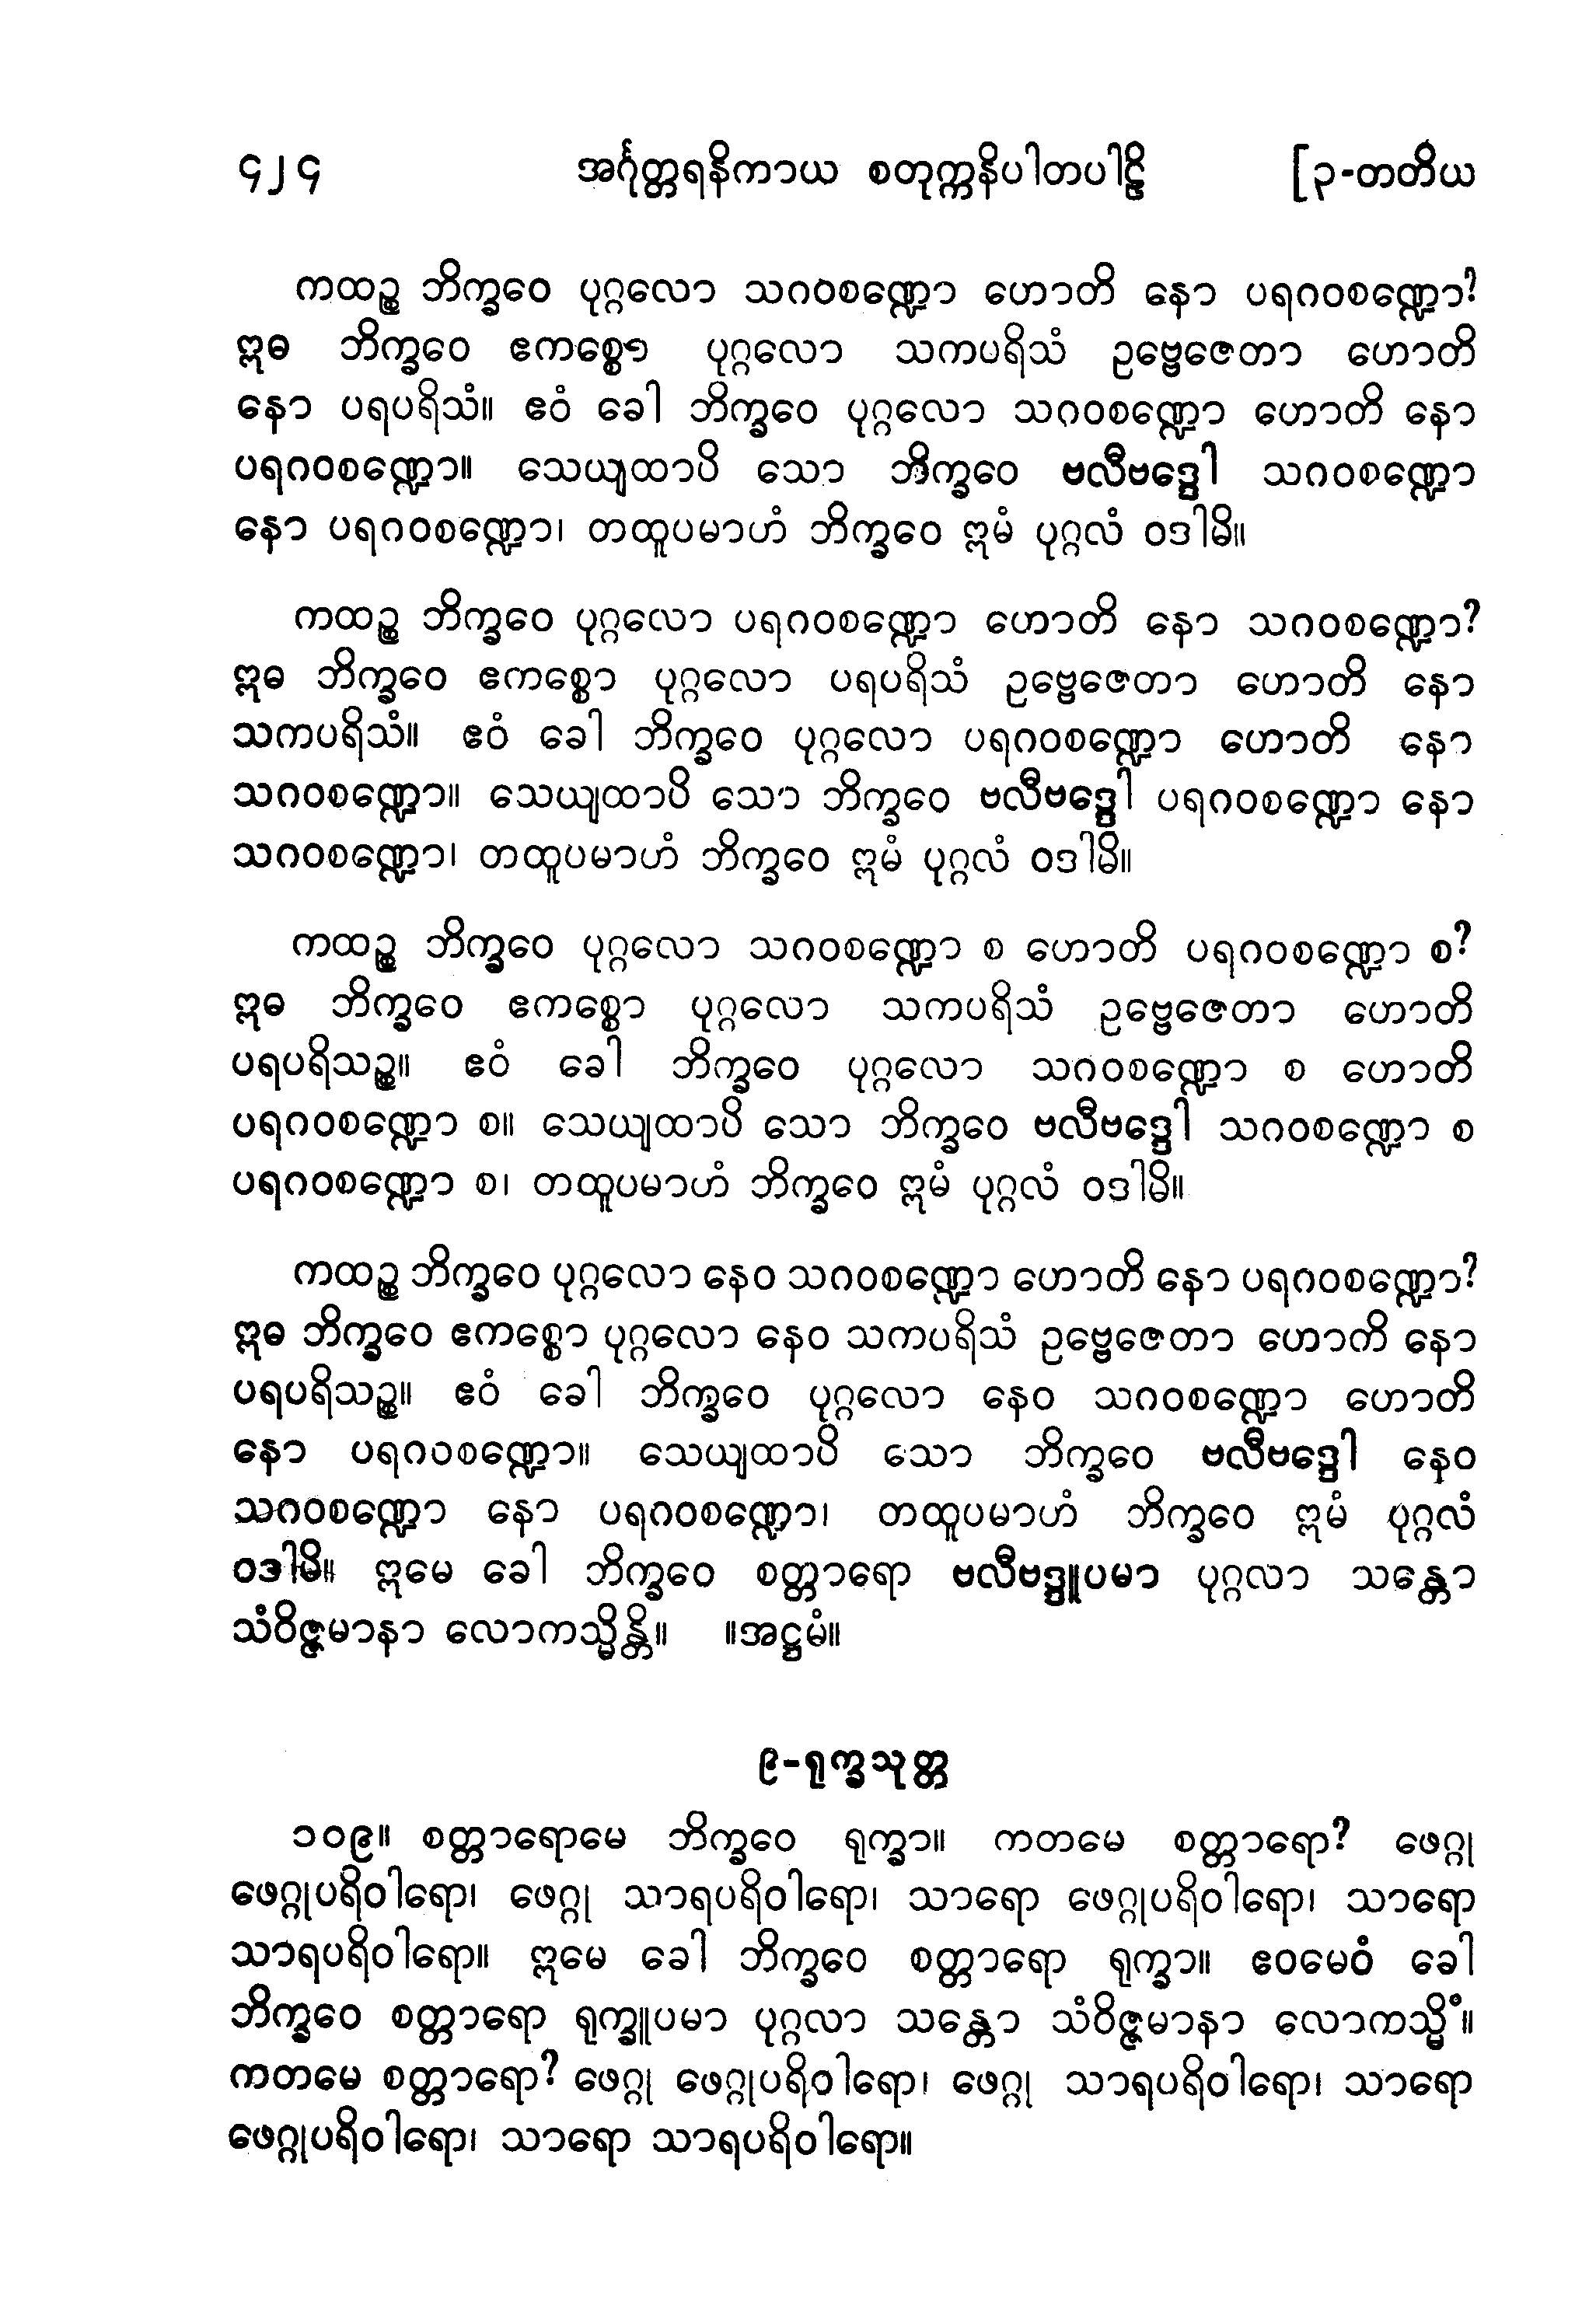 ၄၂၄ အင်္ဂုတ္တရနိကာယ စတုက္ကနိပါတပါဠိ [၃-တတိယ
ကထဉ္စ ဘိက္ခဝေ ပုဂ္ဂလော သဂဝစဏ္ဍော ဟောတိ နော ပရဂဝစဏ္ဍော?
ဣဓ ဘိက္ခဝေ ဧကစ္စော ပုဂ္ဂလော သကပရိသံ ဥဗ္ဗေဇေတာ ဟောတိ
နော ပရပရိသံ။ ဧဝံ ခေါ ဘိက္ခဝေ ပုဂ္ဂလော သဂဝစဏ္ဍော ဟောတိ နော
ပရဂဝစဏ္ဍော။ သေယျထာပိ သော ဘိက္ခဝေ ဗလီဗဒ္ဒေါ သဂဝစဏ္ဍော
နော ပရဂဝစဏ္ဍော၊ တထူပမာဟံ ဘိက္ခဝေ ဣမံ ပုဂ္ဂလံ ဝဒါမိ။
ကထဉ္စ ဘိက္ခဝေ ပုဂ္ဂလော ပရဂဝစဏ္ဍော ဟောတိ နော သဂဝစဏ္ဍော?
ဣဓ ဘိက္ခဝေ ဧကစ္စော ပုဂ္ဂလော ပရပရိသံ ဥဗ္ဗေဇေတာ ဟောတိ နော
သကပရိသံ။ ဧဝံ ခေါ ဘိက္ခဝေ ပုဂ္ဂလော ပရဂဝစဏ္ဍော ဟောတိ နော
သဂဝစဏ္ဍော။ သေယျထာပိ သော ဘိက္ခဝေ ဗလီဗဒ္ဒေါ ပရဂဝစဏ္ဍော နော
သဂဝစဏ္ဍော၊ တထူပမာဟံ ဘိက္ခဝေ ဣမံ ပုဂ္ဂလံ ဝဒါမိ။
ကထဉ္စ ဘိက္ခဝေ ပုဂ္ဂလော သဂဝစဏ္ဍော စ ဟောတိ ပရဂဝစဏ္ဍော စ?
ဣဓ ဘိက္ခဝေ ဧကစ္စော ပုဂ္ဂလော သကပရိသံ ဥဗ္ဗေဇေတာ ဟောတိ
ပရပရိသဉ္စ။ ဧဝံ ခေါ ဘိက္ခဝေ ပုဂ္ဂလော သဂဝစဏ္ဍော စ ဟောတိ
ပရဂဝစဏ္ဍော စ။ သေယျထာပိ သော ဘိက္ခဝေ ဗလီဗဒ္ဒေါ သဂဝစဏ္ဍော စ
ပရဂဝစဏ္ဍော စ၊ တထူပမာဟံ ဘိက္ခဝေ ဣမံ ပုဂ္ဂလံ ဝဒါမိ။
ကထဉ္စ ဘိက္ခဝေ ပုဂ္ဂလော နေဝ သဂဝစဏ္ဍော ဟောတိ နော ပရဂဝစဏ္ဍော?
ဣဓ ဘိက္ခဝေ ဧကစ္စော ပုဂ္ဂလော နေဝ သကပရိသံ ဥဗ္ဗေဇေတာ ဟောကိ နော
ပရပရိသဉ္စ။ ဧဝံ ခေါ ဘိက္ခဝေ ပုဂ္ဂလော နေဝ သဂဝစဏ္ဍော ဟောတိ
နော ပရဂဝစဏ္ဍော။ သေယျထာပိ သော ဘိက္ခဝေ ဗလီဗဒ္ဒေါ နေဝ
သဂဝစဏ္ဍော နော ပရဂဝစဏ္ဍော၊ တထူပမာဟံ ဘိက္ခဝေ ဣမံ ပုဂ္ဂလံ
ဝဒါမိ။ ဣမေ ခေါ ဘိက္ခဝေ စတ္တာရော ဗလီဗဒ္ဒူပမာ ပုဂ္ဂလာ သန္တော
သံဝိဇ္ဇမာနာ လောကသ္မိန္တိ။ ။အဋ္ဌမံ။
၉-ရုက္ခသုတ္တ
၁၀၉။ စတ္တာရောမေ ဘိက္ခဝေ ရုက္ခာ။ ကတမေ စတ္တာရော? ဖေဂ္ဂု
ဖေဂ္ဂုပရိဝါရော၊ ဖေဂ္ဂု သာရပရိဝါရော၊ သာရော ဖေဂ္ဂုပရိဝါရော၊ သာရော
သာရပရိဝါရော။ ဣမေ ခေါ ဘိက္ခဝေ စတ္တာရော ရုက္ခာ။ ဧဝမေဝံ ခေါ
ဘိက္ခဝေ စတ္တာရော ရုက္ခူပမာ ပုဂ္ဂလာ သန္တော သံဝိဇ္ဇမာနာ လောကသ္မိံ။
ကတမေ စတ္တာရော? ဖေဂ္ဂု ဖေဂ္ဂုပရိဝါရော၊ ဖေဂ္ဂု သာရပရိဝါရော၊ သာရော
ဖေဂ္ဂုပရိဝါရော၊ သာရော သာရပရိဝါရော။